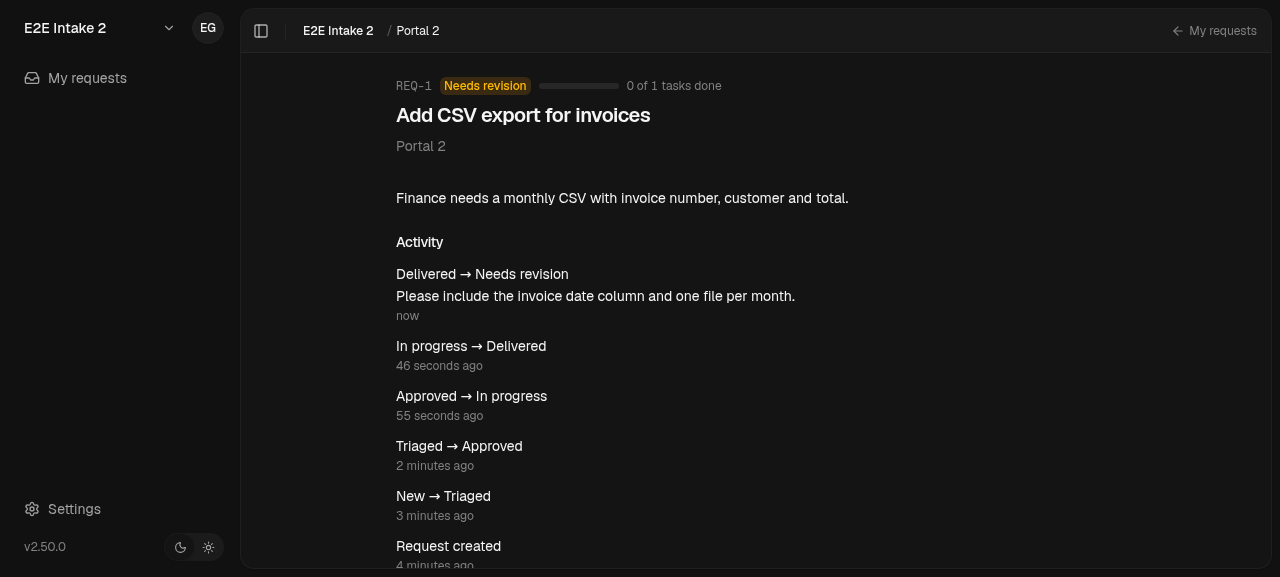 E2E Intake 2
EG
My requests
E2E Intake 2 / Portal 2
← My requests
REQ-1 Needs revision 0 of 1 tasks done
Add CSV export for invoices
Portal 2
Finance needs a monthly CSV with invoice number, customer and total.
Activity
Delivered → Needs revision
Please include the invoice date column and one file per month.
now
In progress → Delivered
46 seconds ago
Approved → In progress
55 seconds ago
Triaged → Approved
2 minutes ago
New → Triaged
3 minutes ago
Request created
4 minutes ago
Settings
v2.50.0